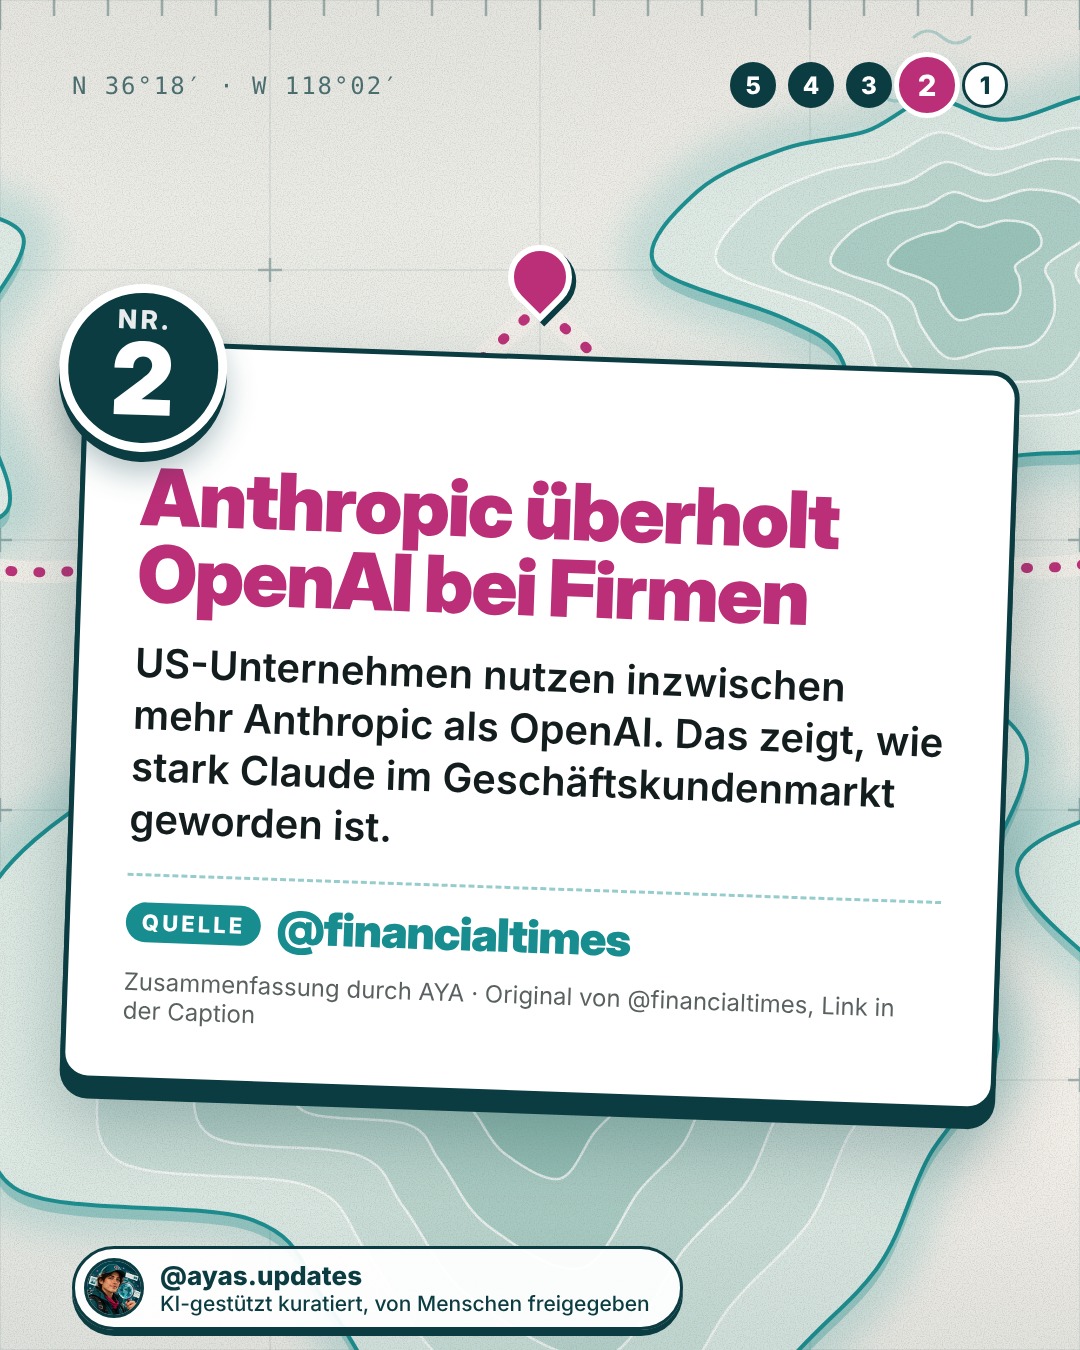 N 36°18′ · W 118°02′
5 4 3 2 1
NR.
2
Anthropic überholt
OpenAI bei Firmen
US-Unternehmen nutzen inzwischen
mehr Anthropic als OpenAI. Das zeigt, wie
stark Claude im Geschäftskundenmarkt
geworden ist.
QUELLE @financialtimes
Zusammenfassung durch AYA · Original von @financialtimes, Link in
der Caption
@ayas.updates
KI-gestützt kuratiert, von Menschen freigegeben